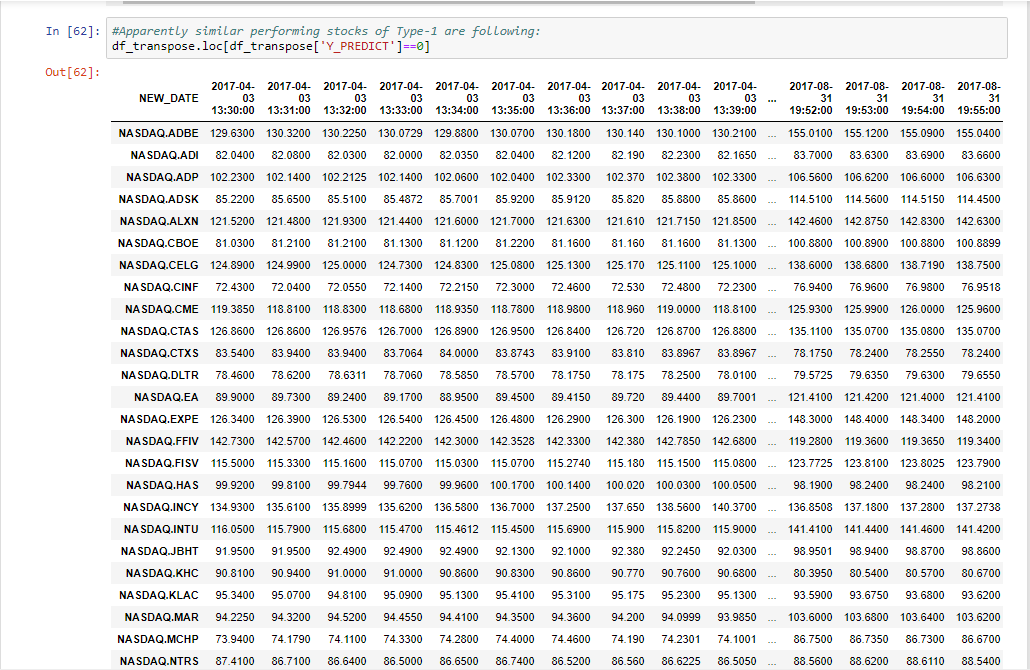 In [62]: #Apparently similar performing stocks of Type-1 are following:
df_transpose.loc[df_transpose['Y_PREDICT']==0]
Out[62]:
2017-04- 2017-04- 2017-04- 2017-04- 2017-04- 2017-04- 2017-04- 2017-04- 2017-04- 2017-04- 2017-08- 2017-08- 2017-08- 2017-08-
NEW_DATE 03 03 03 03 03 03 03 03 03 03 ... 31 31 31 31
13:30:00 13:31:00 13:32:00 13:33:00 13:34:00 13:35:00 13:36:00 13:37:00 13:38:00 13:39:00 19:52:00 19:53:00 19:54:00 19:55:00
NASDAQ.ADBE 129.6300 130.3200 130.2250 130.0729 129.8800 130.0700 130.1800 130.140 130.1000 130.2100 ... 155.0100 155.1200 155.0900 155.0400
NASDAQ.ADI 82.0400 82.0800 82.0300 82.0000 82.0350 82.0400 82.1200 82.190 82.2300 82.1650 ... 83.7000 83.6300 83.6900 83.6600
NASDAQ.ADP 102.2300 102.1400 102.2125 102.1400 102.0600 102.0400 102.3300 102.370 102.3800 102.3300 ... 106.5600 106.6200 106.6000 106.6300
NASDAQ.ADSK 85.2200 85.6500 85.5100 85.4872 85.7001 85.9200 85.9120 85.820 85.8800 85.8600 ... 114.5100 114.5600 114.5150 114.4500
NASDAQ.ALXN 121.5200 121.4800 121.9300 121.4400 121.6000 121.7000 121.6300 121.610 121.7150 121.8500 ... 142.4600 142.8750 142.8300 142.6300
NASDAQ.CBOE 81.0300 81.2100 81.2100 81.1300 81.1200 81.2200 81.1600 81.160 81.1600 81.1300 ... 100.8800 100.8900 100.8800 100.8899
NASDAQ.CELG 124.8900 124.9900 125.0000 124.7300 124.8300 125.0800 125.1300 125.170 125.1100 125.1000 ... 138.6000 138.6800 138.7190 138.7500
NASDAQ.CINF 72.4300 72.0400 72.0550 72.1400 72.2150 72.3000 72.4600 72.530 72.4800 72.2300 ... 76.9400 76.9600 76.9800 76.9518
NASDAQ.CME 119.3850 118.8100 118.8300 118.6800 118.9350 118.7800 118.9800 118.960 119.0000 118.8100 ... 125.9300 125.9900 126.0000 125.9600
NASDAQ.CTAS 126.8600 126.8600 126.9576 126.7000 126.8900 126.9500 126.8400 126.720 126.8700 126.8800 ... 135.1100 135.0700 135.0800 135.0700
NASDAQ.CTXS 83.5400 83.9400 83.9400 83.7064 84.0000 83.8743 83.9100 83.810 83.8967 83.8967 ... 78.1750 78.2400 78.2550 78.2400
NASDAQ.DLTR 78.4600 78.6200 78.6311 78.7060 78.5850 78.5700 78.1750 78.175 78.2500 78.0100 ... 79.5725 79.6350 79.6300 79.6550
NASDAQ.EA 89.9000 89.7300 89.2400 89.1700 88.9500 89.4500 89.4150 89.720 89.4400 89.7001 ... 121.4100 121.4200 121.4000 121.4100
NASDAQ.EXPE 126.3400 126.3900 126.5300 126.5400 126.4500 126.4800 126.2900 126.300 126.1900 126.2300 ... 148.3000 148.4000 148.3400 148.2000
NASDAQ.FFIV 142.7300 142.5700 142.4600 142.2200 142.3000 142.3528 142.3300 142.380 142.7850 142.6800 ... 119.2800 119.3600 119.3650 119.3400
NASDAQ.FISV 115.5000 115.3300 115.1600 115.0700 115.0300 115.0700 115.2740 115.180 115.1500 115.0800 ... 123.7725 123.8100 123.8025 123.7900
NASDAQ.HAS 99.9200 99.8100 99.7944 99.7600 99.9600 100.1700 100.1400 100.020 100.0300 100.0500 ... 98.1900 98.2400 98.2400 98.2100
NASDAQ.INCY 134.9300 135.6100 135.8999 135.6200 136.5800 136.7000 137.2500 137.650 138.5600 140.3700 ... 136.8508 137.1800 137.2800 137.2738
NASDAQ.INTU 116.0500 115.7900 115.6800 115.4700 115.4612 115.4500 115.6900 115.900 115.8200 115.9000 ... 141.4100 141.4400 141.4600 141.4200
NASDAQ.JBHT 91.9500 91.9500 92.4900 92.4900 92.4900 92.1300 92.1000 92.380 92.2450 92.0300 ... 98.9501 98.9400 98.8700 98.8600
NASDAQ.KHC 90.8100 90.9400 91.0000 91.0000 90.8600 90.8300 90.8600 90.770 90.7600 90.6800 ... 80.3950 80.5400 80.5700 80.6700
NASDAQ.KLAC 95.3400 95.0700 94.8100 95.0900 95.1300 95.4100 95.3100 95.175 95.2300 95.1300 ... 93.5900 93.6750 93.6800 93.6200
NASDAQ.MAR 94.2250 94.3200 94.5200 94.4550 94.4100 94.3500 94.3600 94.200 94.0999 93.9850 ... 103.6000 103.6800 103.6400 103.6200
NASDAQ.MCHP 73.9400 74.1790 74.1100 74.3300 74.2800 74.4000 74.4600 74.190 74.2301 74.1001 ... 86.7500 86.7350 86.7300 86.6700
NASDAQ.NTRS 87.4100 86.7100 86.6400 86.5000 86.6500 86.7400 86.5200 86.560 86.6225 86.5050 ... 88.5600 88.6200 88.6110 88.5400